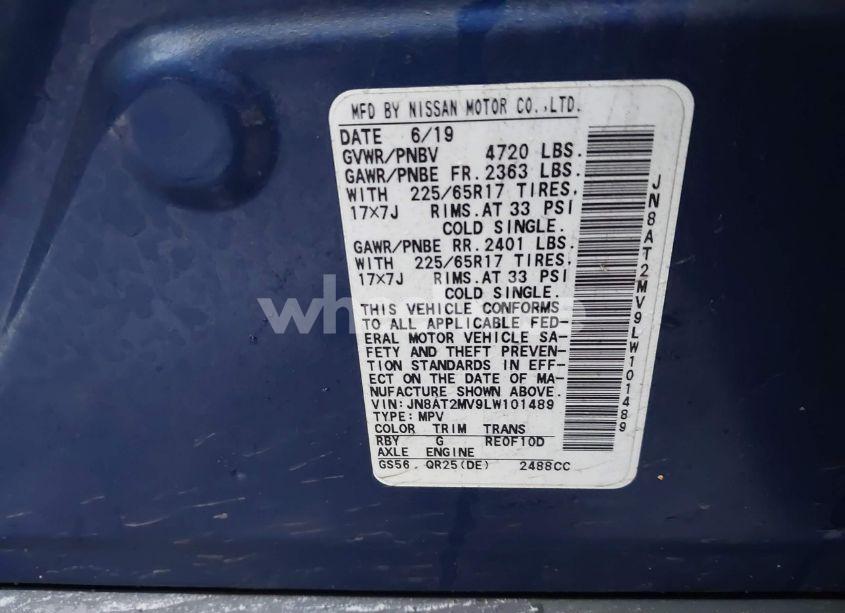 MFD BY NISSAN MOTOR CO.,LTD.
DATE 6/19
GVWR/PNBV 4720 LBS.
GAWR/PNBE FR. 2363 LBS.
WITH 225/65R17 TIRES,
17×7J RIMS.AT 33 PSI
COLD SINGLE.
GAWR/PNBE RR. 2401 LBS.
WITH 225/65R17 TIRES,
17×7J RIMS.AT 33 PSI
COLD SINGLE.
THIS VEHICLE CONFORMS
TO ALL APPLICABLE FED-
ERAL MOTOR VEHICLE SA-
FETY AND THEFT PREVEN-
TION STANDARDS IN EFF-
ECT ON THE DATE OF MA-
NUFACTURE SHOWN ABOVE.
VIN:JN8AT2MV9LW101489
TYPE:MPV
COLOR TRIM TRANS
RBY G RE0F10D
AXLE ENGINE
GS56 QR25(DE) 2488CC
JN8AT2MV9LW101489